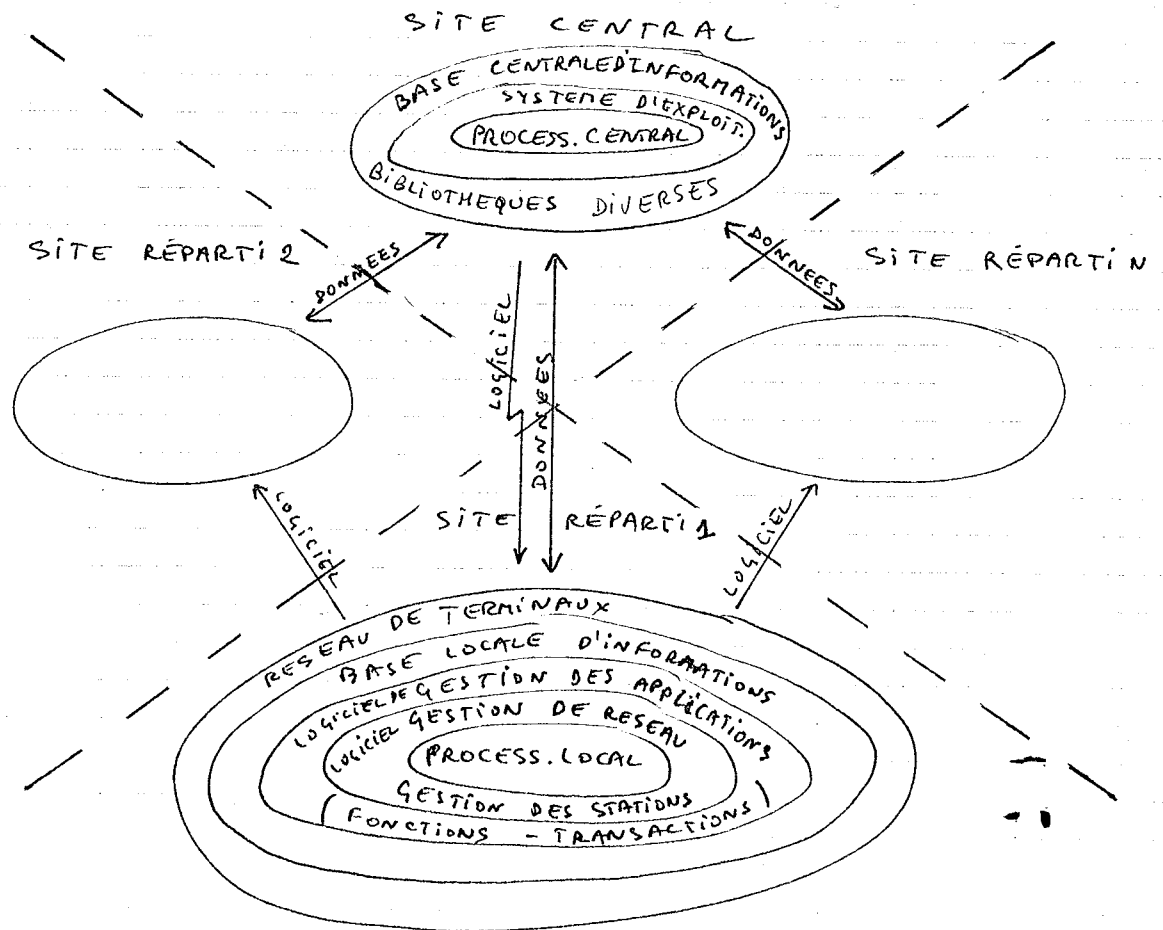 SITE CENTRAL
BASE CENTRALE D'INFORMATIONS
SYSTEME D'EXPLOIT.
PROCESS. CENTRAL
BIBLIOTHEQUES DIVERSES
SITE RÉPARTI 2
DONNEES
DONNEES
SITE RÉPARTI N
LOGICIEL
DONNEES
SITE RÉPARTI 1
LOGICIEL
LOGICIEL
RESEAU DE TERMINAUX
BASE LOCALE D'INFORMATIONS
LOGICIEL DE GESTION DES APPLICATIONS
LOGICIEL GESTION DE RESEAU
PROCESS. LOCAL
GESTION DES STATIONS
(FONCTIONS - TRANSACTIONS)